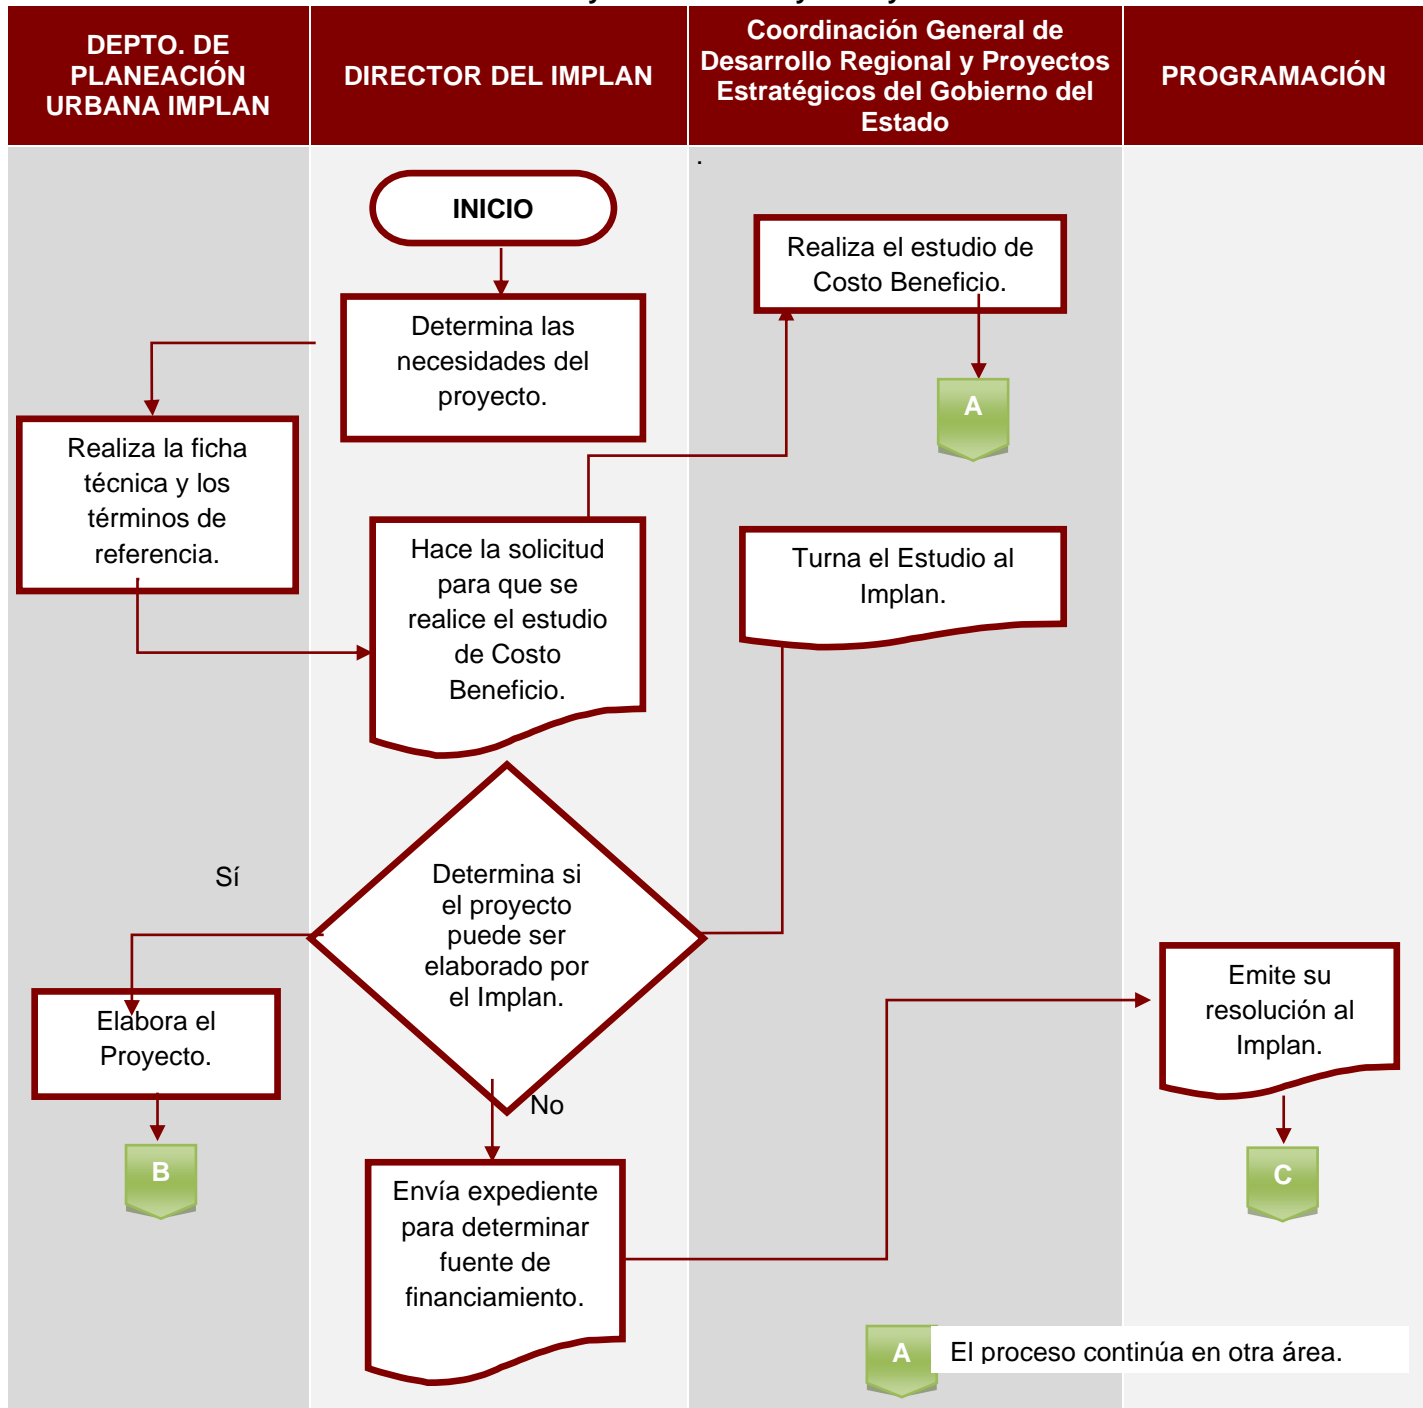 DEPTO. DE
PLANEACIÓN
URBANA IMPLAN
DIRECTOR DEL IMPLAN
Coordinación General de
Desarrollo Regional y Proyectos
Estratégicos del Gobierno del
Estado
PROGRAMACIÓN
.
INICIO
Realiza el estudio de
Costo Beneficio.
Determina las
necesidades del
proyecto.
A
Realiza la ficha
técnica y los
términos de
referencia.
Hace la solicitud
para que se
realice el estudio
de Costo
Beneficio.
Turna el Estudio al
Implan.
Sí
Determina si
el proyecto
puede ser
elaborado por
el Implan.
Elabora el
Proyecto.
Emite su
resolución al
Implan.
No
B
C
Envía expediente
para determinar
fuente de
financiamiento.
A
El proceso continúa en otra área.